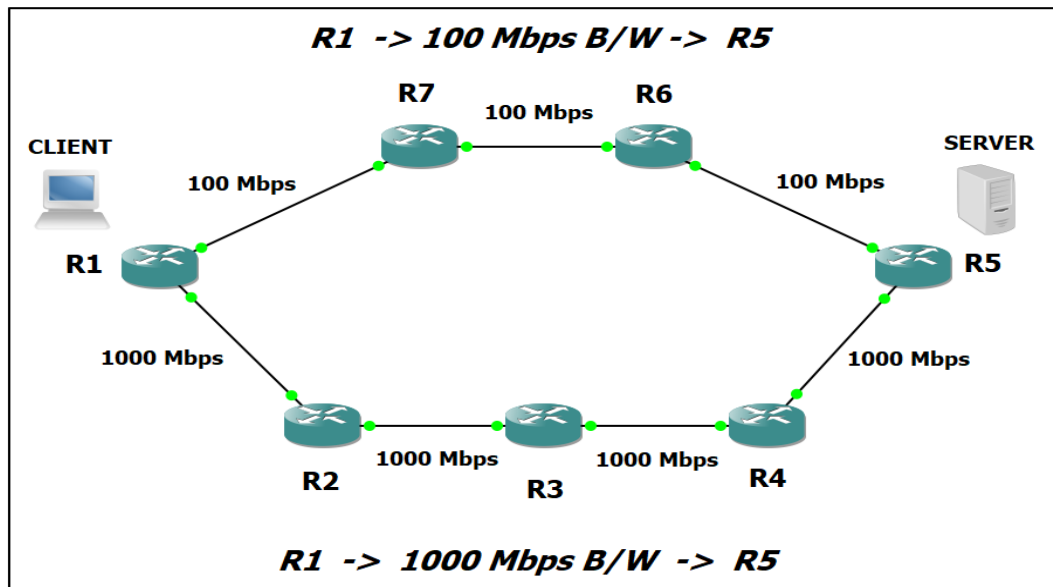 R1 -> 100 Mbps B/W -> R5
R7
R6
100 Mbps
CLIENT
SERVER
100 Mbps
100 Mbps
R1
R5
1000 Mbps
1000 Mbps
1000 Mbps
1000 Mbps
R2
R3
R4
R1 -> 1000 Mbps B/W -> R5